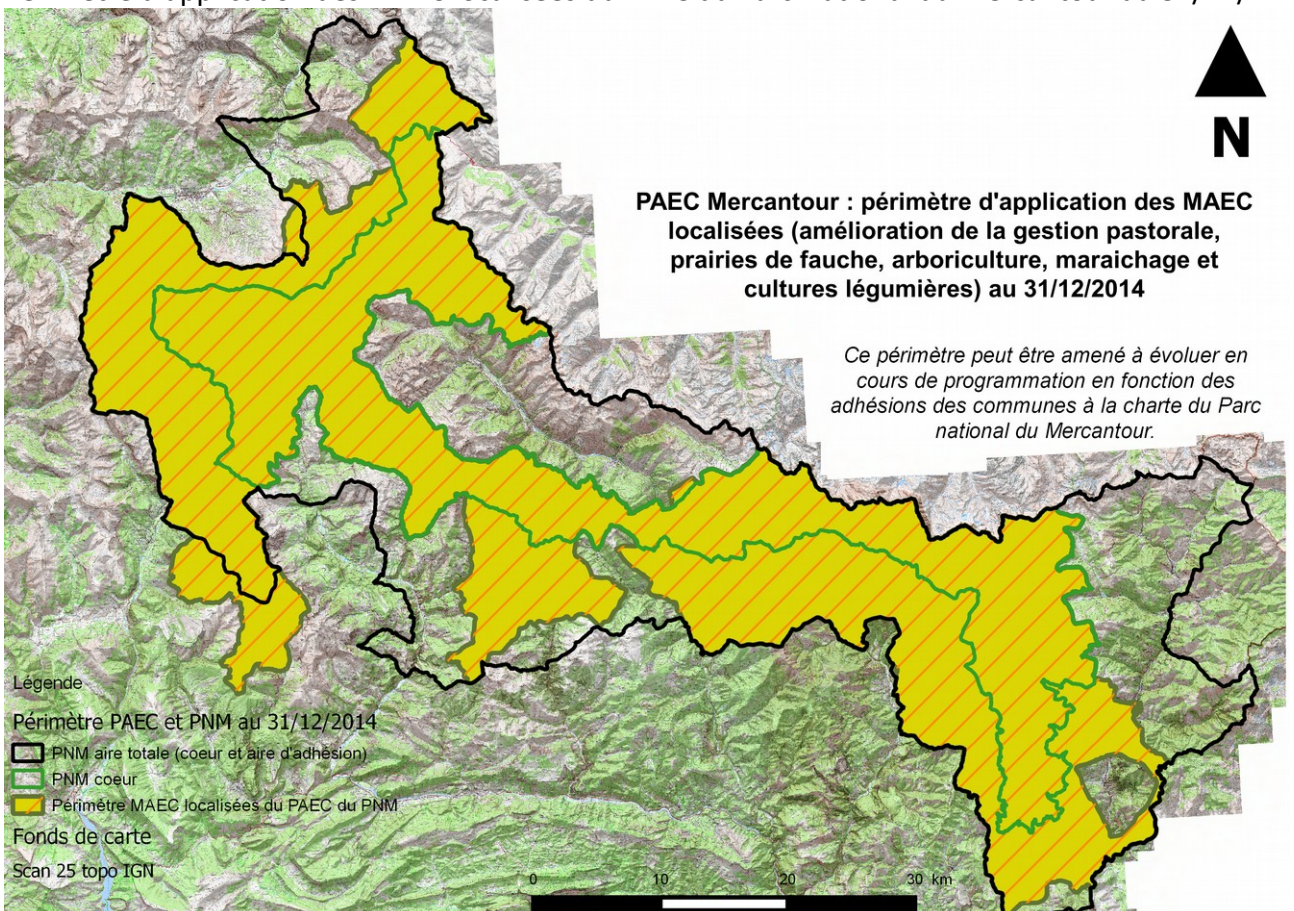 N
PAEC Mercantour : périmètre d'application des MAEC
localisées (amélioration de la gestion pastorale,
prairies de fauche, arboriculture, maraichage et
cultures légumières) au 31/12/2014
Ce périmètre peut être amené à évoluer en
cours de programmation en fonction des
adhésions des communes à la charte du Parc
national du Mercantour.
Légende
Périmètre PAEC et PNM au 31/12/2014
PNM aire totale (coeur et aire d'adhésion)
PNM coeur
Périmètre MAEC localisées du PAEC du PNM
Fonds de carte
Scan 25 topo IGN
0 10 20 30 km